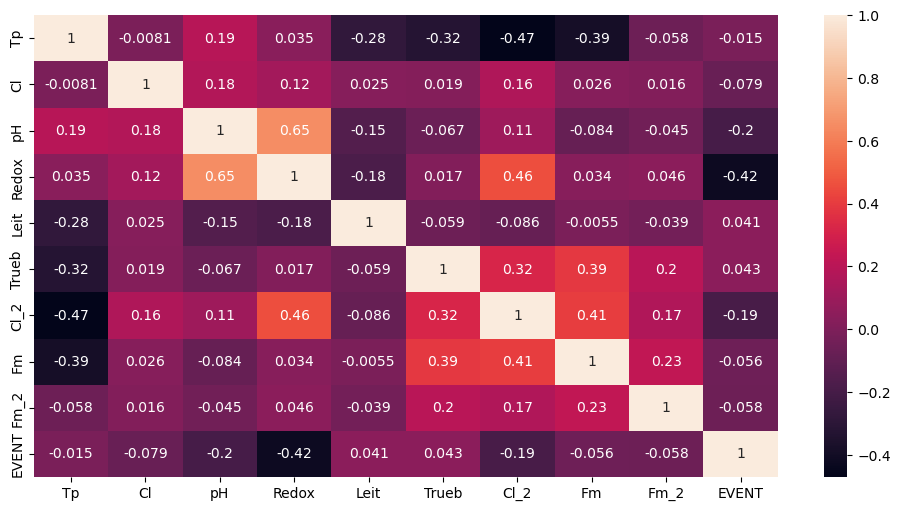 Tp 1 -0.0081 0.19 0.035 -0.28 -0.32 -0.47 -0.39 -0.058 -0.015
Cl -0.0081 1 0.18 0.12 0.025 0.019 0.16 0.026 0.016 -0.079
pH 0.19 0.18 1 0.65 -0.15 -0.067 0.11 -0.084 -0.045 -0.2
Redox 0.035 0.12 0.65 1 -0.18 0.017 0.46 0.034 0.046 -0.42
Leit -0.28 0.025 -0.15 -0.18 1 -0.059 -0.086 -0.0055 -0.039 0.041
Trueb -0.32 0.019 -0.067 0.017 -0.059 1 0.32 0.39 0.2 0.043
Cl_2 -0.47 0.16 0.11 0.46 -0.086 0.32 1 0.41 0.17 -0.19
Fm -0.39 0.026 -0.084 0.034 -0.0055 0.39 0.41 1 0.23 -0.056
Fm_2 -0.058 0.016 -0.045 0.046 -0.039 0.2 0.17 0.23 1 -0.058
EVENT -0.015 -0.079 -0.2 -0.42 0.041 0.043 -0.19 -0.056 -0.058 1
Tp Cl pH Redox Leit Trueb Cl_2 Fm Fm_2 EVENT
1.0
0.8
0.6
0.4
0.2
0.0
−0.2
−0.4